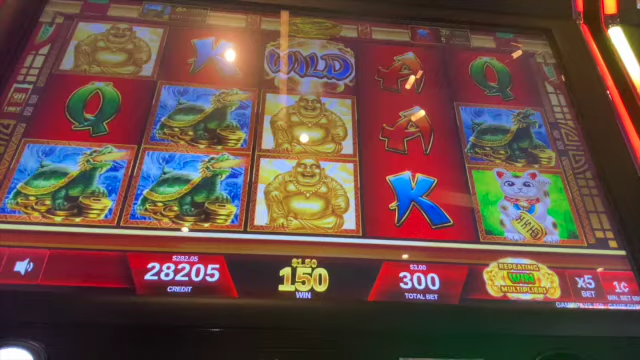 K
WILD
A
Q
Q
A
K
$282.05
28205
CREDIT
$1.50
150
WIN
$3.00
300
TOTAL BET
REPEATING
WIN
MULTIPLIERS
X5
BET
1¢